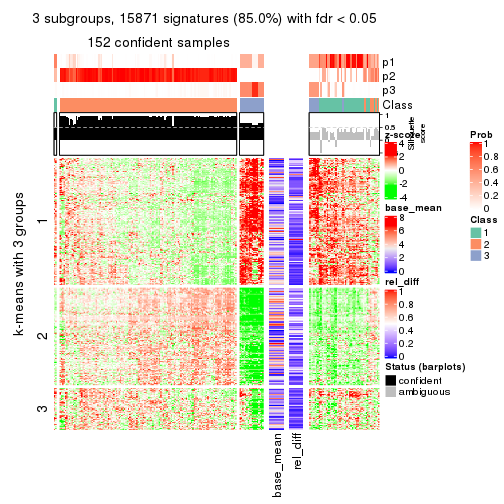 3 subgroups, 15871 signatures (85.0%) with fdr < 0.05
152 confident samples
p1
p2
p3
Class
1
0.5
0
Silhouette
score
k-means with 3 groups
1
2
3
base_mean
rel_diff
z-score
4
2
0
-2
-4
base_mean
8
6
4
2
0
rel_diff
1
0.8
0.6
0.4
0.2
0
Status (barplots)
confident
ambiguous
Prob
1
0.8
0.6
0.4
0.2
0
Class
1
2
3